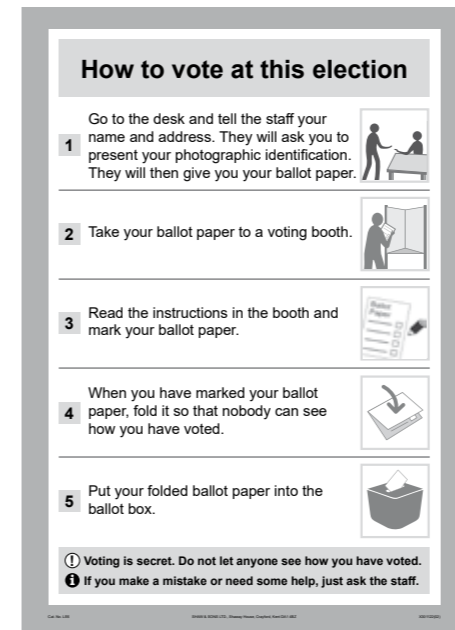 How to vote at this election
1
Go to the desk and tell the staff your
name and address. They will ask you to
present your photographic identification.
They will then give you your ballot paper.
2
Take your ballot paper to a voting booth.
3
Read the instructions in the booth and
mark your ballot paper.
Ballot
Paper
4
When you have marked your ballot
paper, fold it so that nobody can see
how you have voted.
5
Put your folded ballot paper into the
ballot box.
! Voting is secret. Do not let anyone see how you have voted.
i If you make a mistake or need some help, just ask the staff.